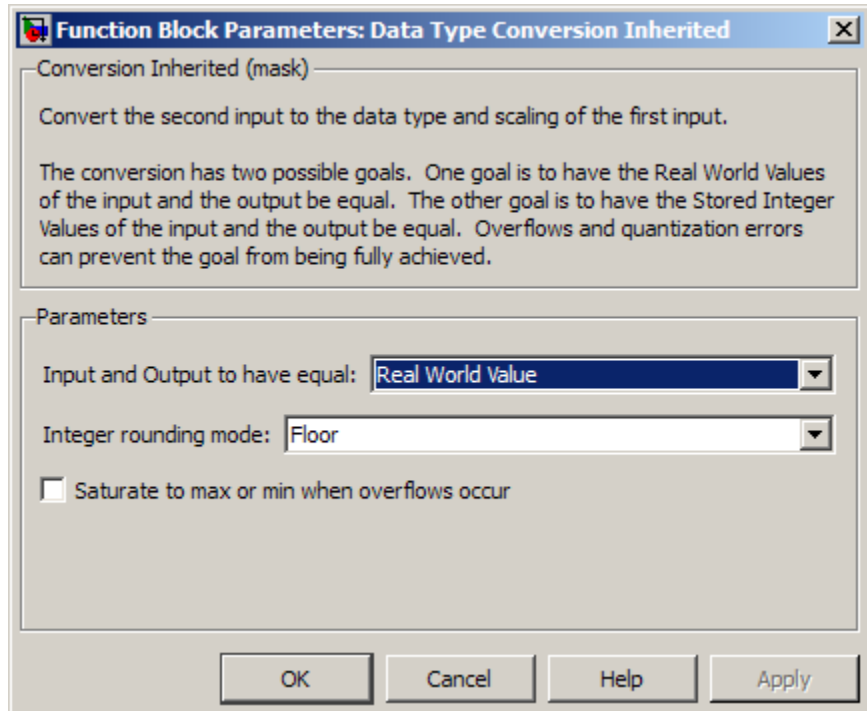 Function Block Parameters: Data Type Conversion Inherited
Conversion Inherited (mask)
Convert the second input to the data type and scaling of the first input.
The conversion has two possible goals.  One goal is to have the Real World Values
of the input and the output be equal.  The other goal is to have the Stored Integer
Values of the input and the output be equal.  Overflows and quantization errors
can prevent the goal from being fully achieved.
Parameters
Input and Output to have equal: Real World Value
Integer rounding mode: Floor
Saturate to max or min when overflows occur
OK Cancel Help Apply